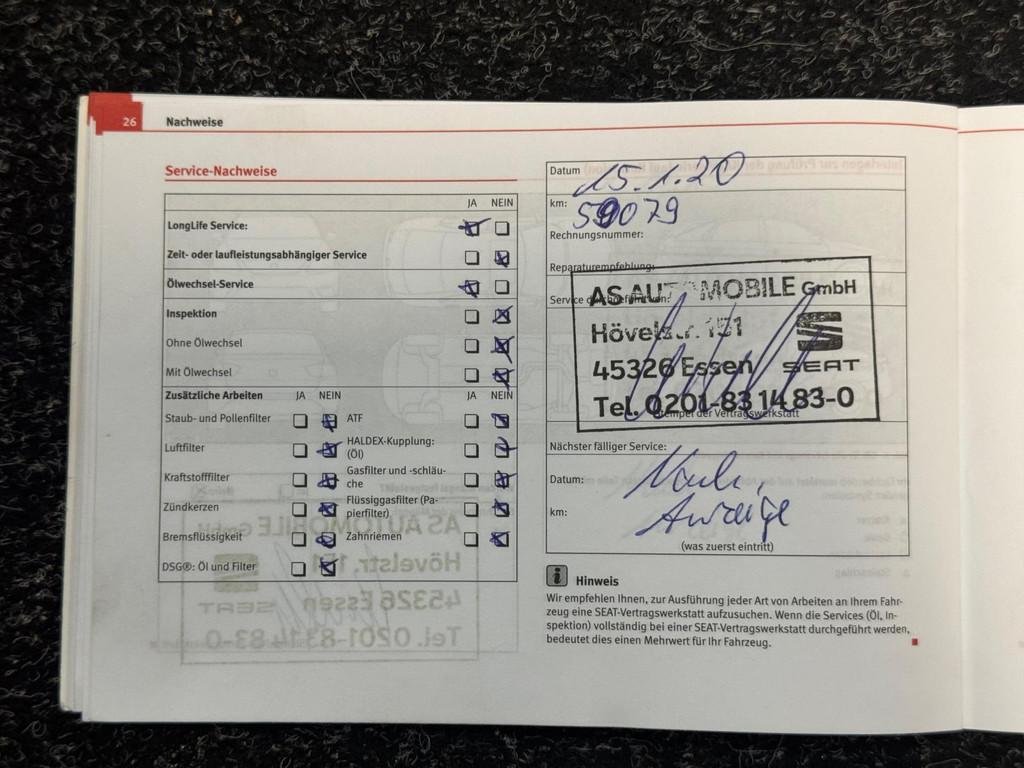 26 Nachweise
Service-Nachweise
JA NEIN
LongLife Service:
Zeit- oder laufleistungsabhängiger Service
Ölwechsel-Service
Inspektion
Ohne Ölwechsel
Mit Ölwechsel
Zusätzliche Arbeiten JA NEIN JA NEIN
Staub- und Pollenfilter ATF
Luftfilter HALDEX-Kupplung:
(Öl)
Kraftstofffilter Gasfilter und -schläu-
che
Zündkerzen Flüssiggasfilter (Pa-
pierfilter)
Bremsflüssigkeit Zahnriemen
DSG®: Öl und Filter
Datum 15.1.20
km: 59079
Rechnungsnummer:
Reparaturempfehlung:
Service durchgeführt von:
AS AUTOMOBILE GmbH
Hövelstr. 151
45326 Essen SEAT
Tel. 0201-83 14 83-0
Stempel der Vertragswerkstatt
Nächster fälliger Service:
Datum: Nach
km: Anzeige
(was zuerst eintritt)
i Hinweis
Wir empfehlen Ihnen, zur Ausführung jeder Art von Arbeiten an Ihrem Fahr-
zeug eine SEAT-Vertragswerkstatt aufzusuchen. Wenn die Services (Öl, In-
spektion) vollständig bei einer SEAT-Vertragswerkstatt durchgeführt werden,
bedeutet dies einen Mehrwert für Ihr Fahrzeug.